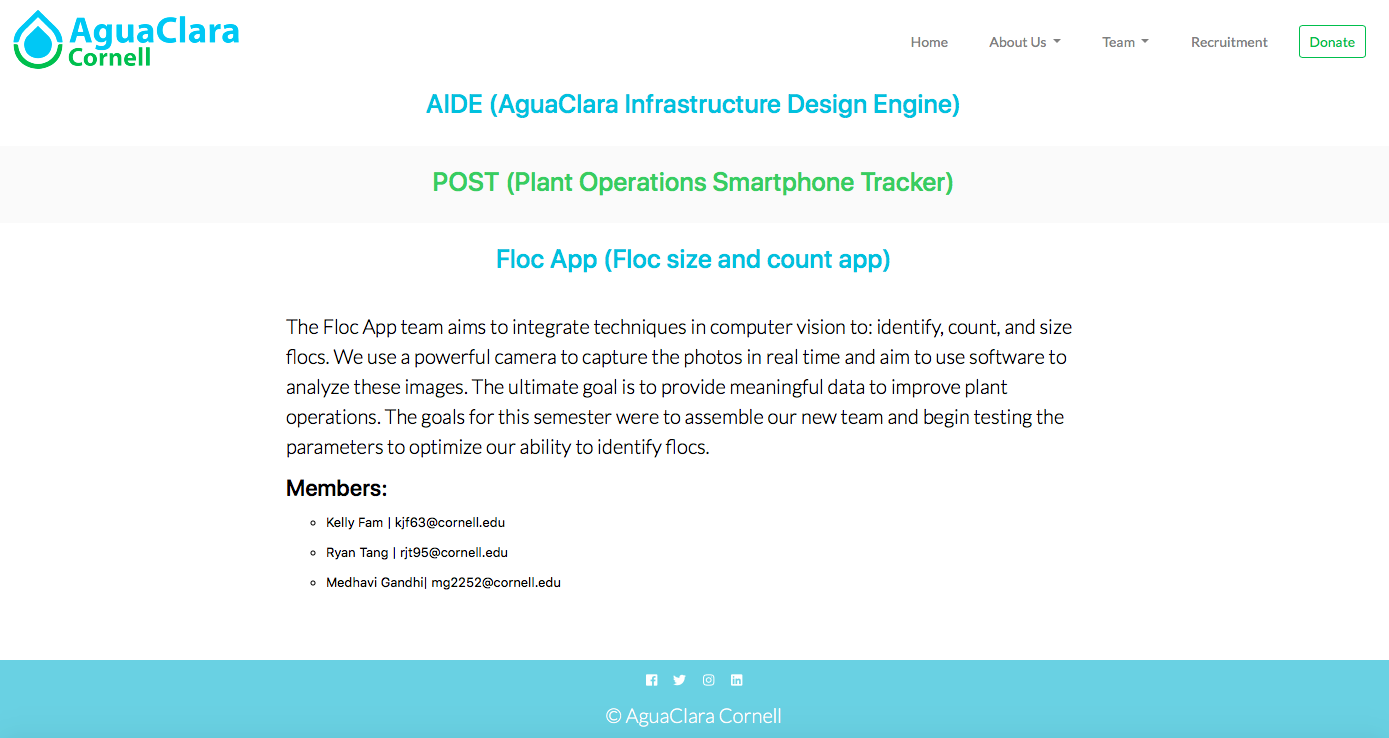 AguaClara
Cornell
Home About Us Team Recruitment Donate
AIDE (AguaClara Infrastructure Design Engine)
POST (Plant Operations Smartphone Tracker)
Floc App (Floc size and count app)
The Floc App team aims to integrate techniques in computer vision to: identify, count, and size
flocs. We use a powerful camera to capture the photos in real time and aim to use software to
analyze these images. The ultimate goal is to provide meaningful data to improve plant
operations. The goals for this semester were to assemble our new team and begin testing the
parameters to optimize our ability to identify flocs.
Members:
Kelly Fam | kjf63@cornell.edu
Ryan Tang | rjt95@cornell.edu
Medhavi Gandhi| mg2252@cornell.edu
© AguaClara Cornell